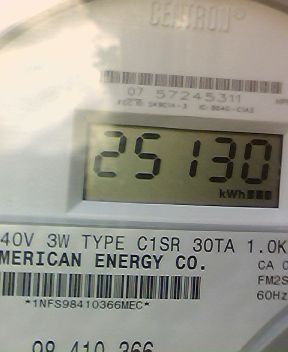 CENTRON®
07 57245311
25130
kWh
40V 3W TYPE C1SR 30TA 1.0K
MERICAN ENERGY CO.
CA 0
FM2S
60Hz
*1NFS98410366MEC*
98 410 366